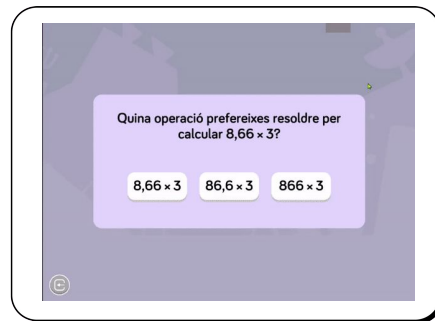 Quina operació prefereixes resoldre per
calcular 8,66 × 3?
8,66 × 3 86,6 × 3 866 × 3